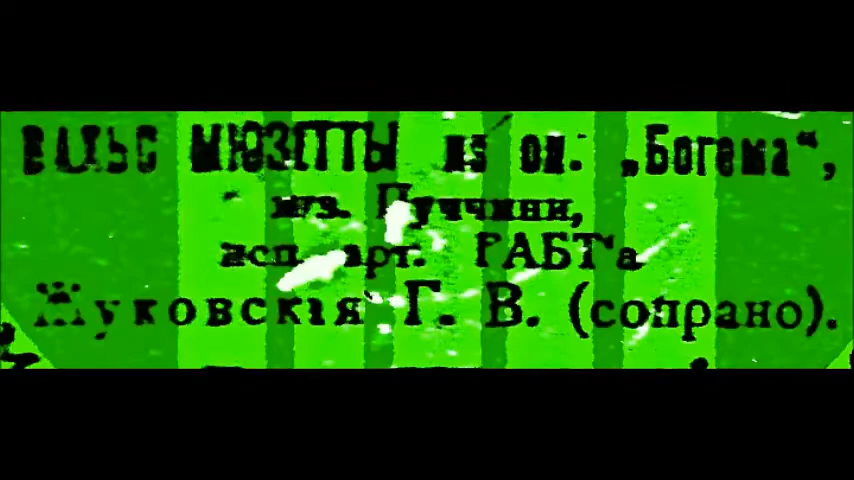 ВАЛЬС МЮЗЕТТЫ из оп. „Богема“,
муз. Пуччини,
исп. арт. ГАБТ'а
Жуковская Г. В. (сопрано).